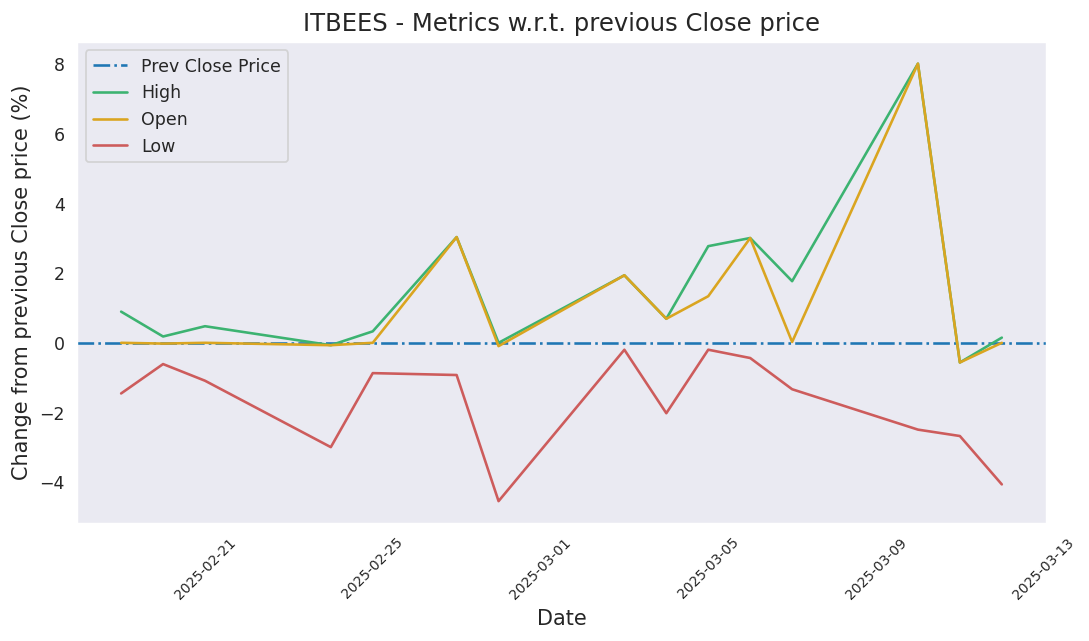 ITBEES - Metrics w.r.t. previous Close price
Prev Close Price
High
Open
Low
Change from previous Close price (%)
8
6
4
2
0
−2
−4
2025-02-21
2025-02-25
2025-03-01
2025-03-05
2025-03-09
2025-03-13
Date